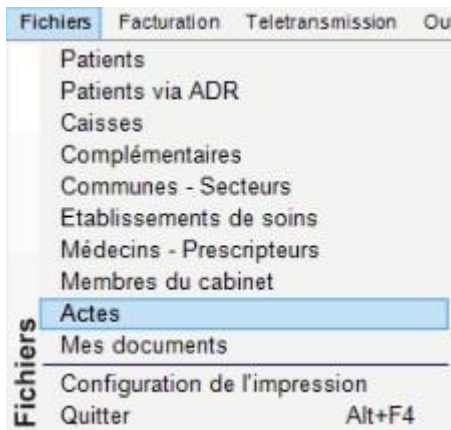 Fichiers Facturation Teletransmission Ou
Patients
Patients via ADR
Caisses
Complémentaires
Communes - Secteurs
Etablissements de soins
Médecins - Prescripteurs
Membres du cabinet
Actes
Mes documents
Configuration de l'impression
Quitter Alt+F4
Fichiers